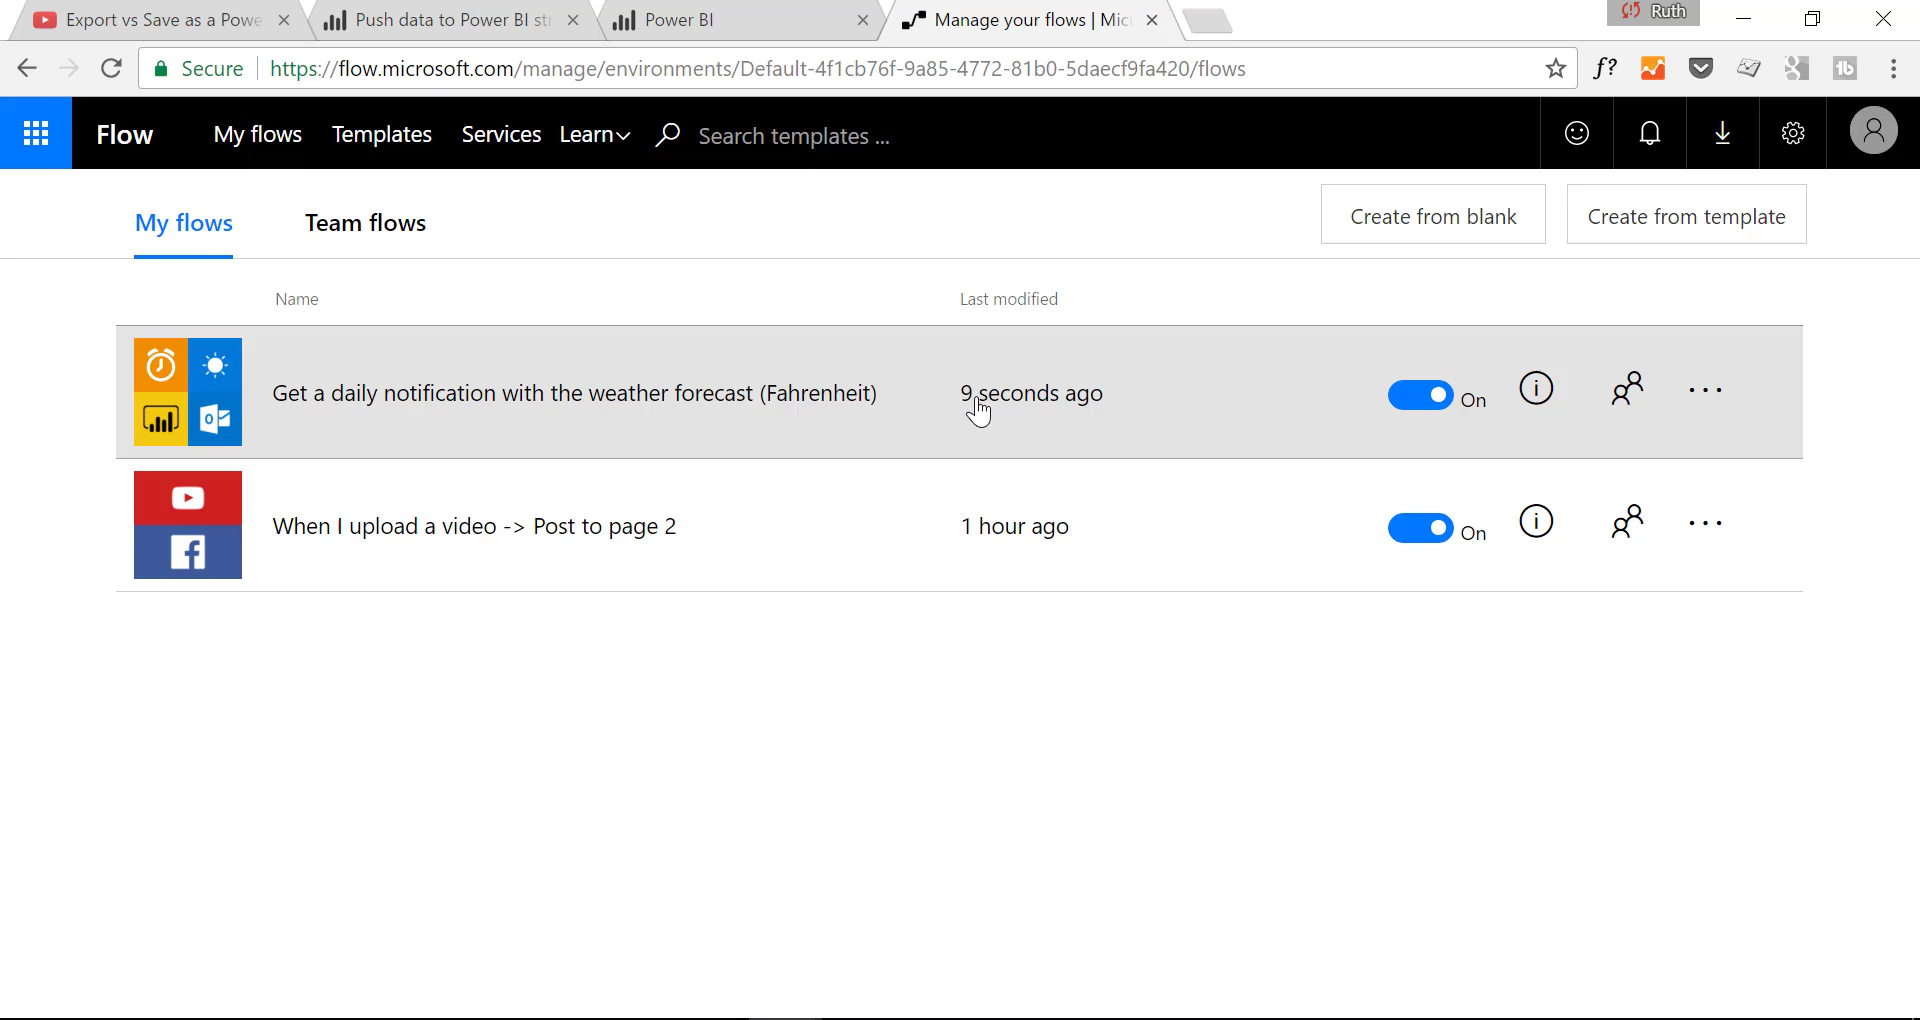 Export vs Save as a Powe
Push data to Power BI st
Power BI
Manage your flows | Mic
Ruth
Secure
https://flow.microsoft.com/manage/environments/Default-4f1cb76f-9a85-4772-81b0-5daecf9fa420/flows
Flow
My flows
Templates
Services
Learn
Search templates ...
My flows
Team flows
Create from blank
Create from template
Name
Last modified
Get a daily notification with the weather forecast (Fahrenheit)
9 seconds ago
On
When I upload a video -> Post to page 2
1 hour ago
On